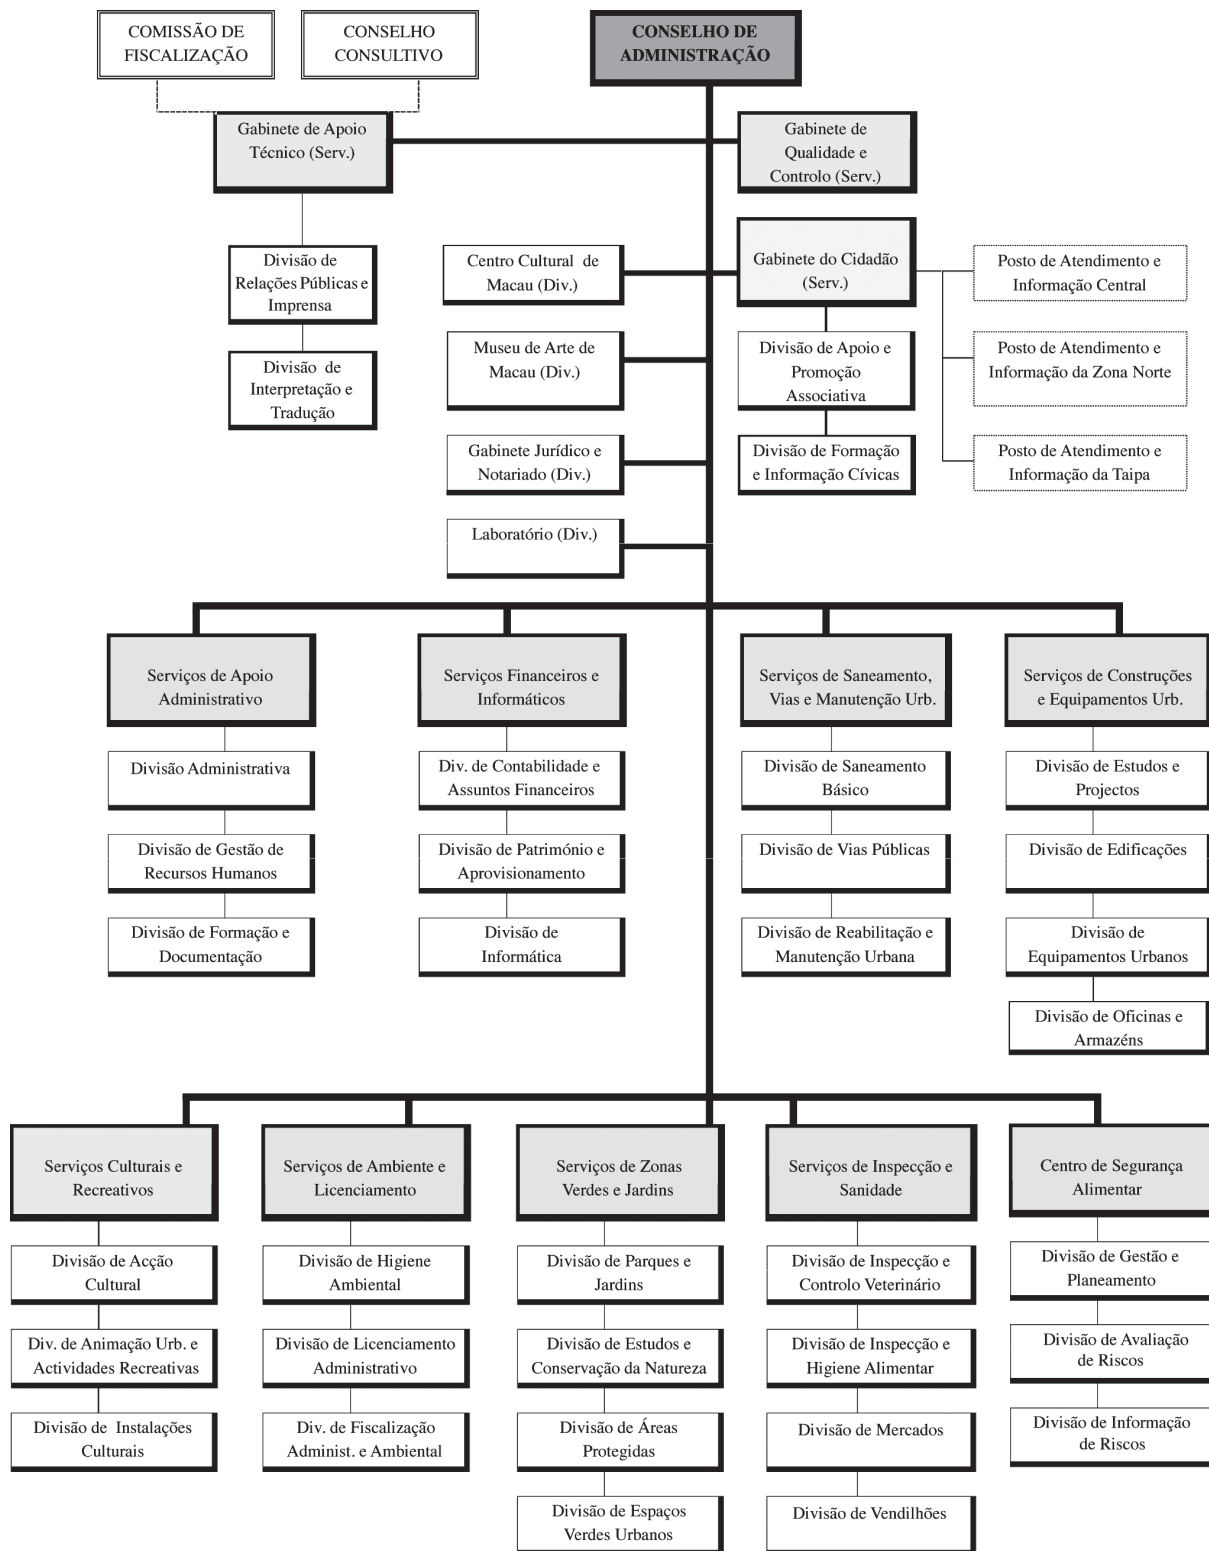 COMISSÃO DE
FISCALIZAÇÃO
CONSELHO
CONSULTIVO
CONSELHO DE
ADMINISTRAÇÃO
Gabinete de Apoio
Técnico (Serv.)
Gabinete de
Qualidade e
Controlo (Serv.)
Divisão de
Relações Públicas e
Imprensa
Divisão de
Interpretação e
Tradução
Centro Cultural de
Macau (Div.)
Museu de Arte de
Macau (Div.)
Gabinete Jurídico e
Notariado (Div.)
Laboratório (Div.)
Gabinete do Cidadão
(Serv.)
Divisão de Apoio e
Promoção
Associativa
Divisão de Formação
e Informação Cívicas
Posto de Atendimento e
Informação Central
Posto de Atendimento e
Informação da Zona Norte
Posto de Atendimento e
Informação da Taipa
Serviços de Apoio
Administrativo
Divisão Administrativa
Divisão de Gestão de
Recursos Humanos
Divisão de Formação e
Documentação
Serviços Financeiros e
Informáticos
Div. de Contabilidade e
Assuntos Financeiros
Divisão de Património e
Aprovisionamento
Divisão de
Informática
Serviços de Saneamento,
Vias e Manutenção Urb.
Divisão de Saneamento
Básico
Divisão de Vias Públicas
Divisão de Reabilitação e
Manutenção Urbana
Serviços de Construções
e Equipamentos Urb.
Divisão de Estudos e
Projectos
Divisão de Edificações
Divisão de
Equipamentos Urbanos
Divisão de Oficinas e
Armazéns
Serviços Culturais e
Recreativos
Divisão de Acção
Cultural
Div. de Animação Urb. e
Actividades Recreativas
Divisão de Instalações
Culturais
Serviços de Ambiente e
Licenciamento
Divisão de Higiene
Ambiental
Divisão de Licenciamento
Administrativo
Div. de Fiscalização
Administ. e Ambiental
Serviços de Zonas
Verdes e Jardins
Divisão de Parques e
Jardins
Divisão de Estudos e
Conservação da Natureza
Divisão de Áreas
Protegidas
Divisão de Espaços
Verdes Urbanos
Serviços de Inspecção e
Sanidade
Divisão de Inspecção e
Controlo Veterinário
Divisão de Inspecção e
Higiene Alimentar
Divisão de Mercados
Divisão de Vendilhões
Centro de Segurança
Alimentar
Divisão de Gestão e
Planeamento
Divisão de Avaliação
de Riscos
Divisão de Informação
de Riscos